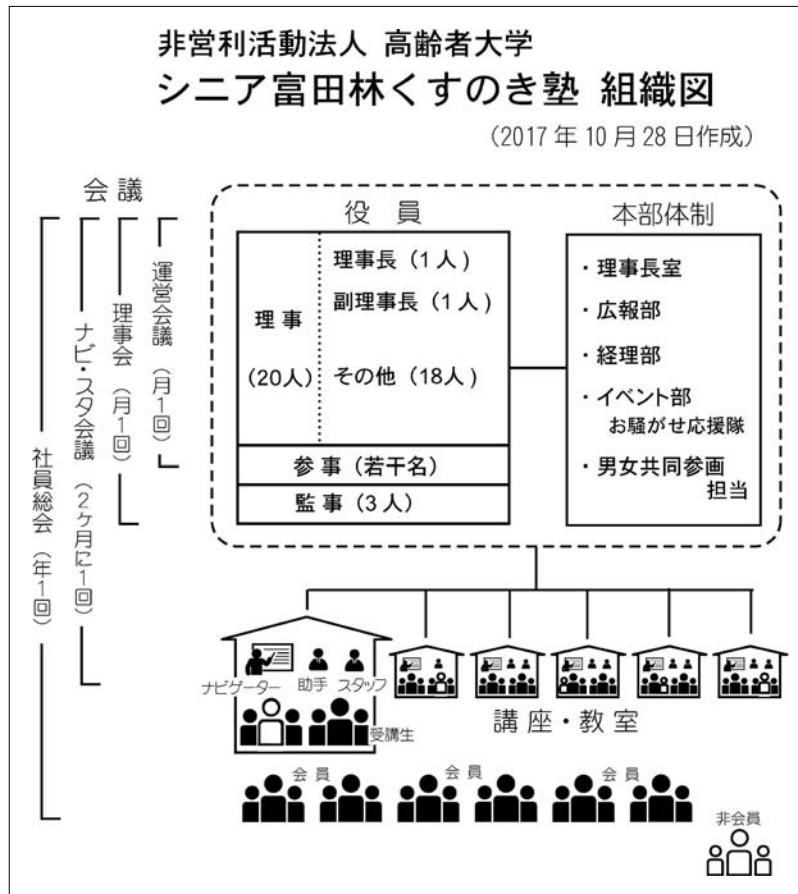 非営利活動法人 高齢者大学
シニア富田林くすのき塾 組織図
（2017年10月28日作成）
会議
社員総会（年1回）
ナビ・スタ会議（2ヶ月に1回）
理事会（月1回）
運営会議（月1回）
役員
理事
（20人）
理事長（1人）
副理事長（1人）
その他（18人）
参事（若干名）
監事（3人）
本部体制
・理事長室
・広報部
・経理部
・イベント部
お騒がせ応援隊
・男女共同参画
担当
ナビゲーター
助手
スタッフ
受講生
講座・教室
会員
会員
会員
非会員